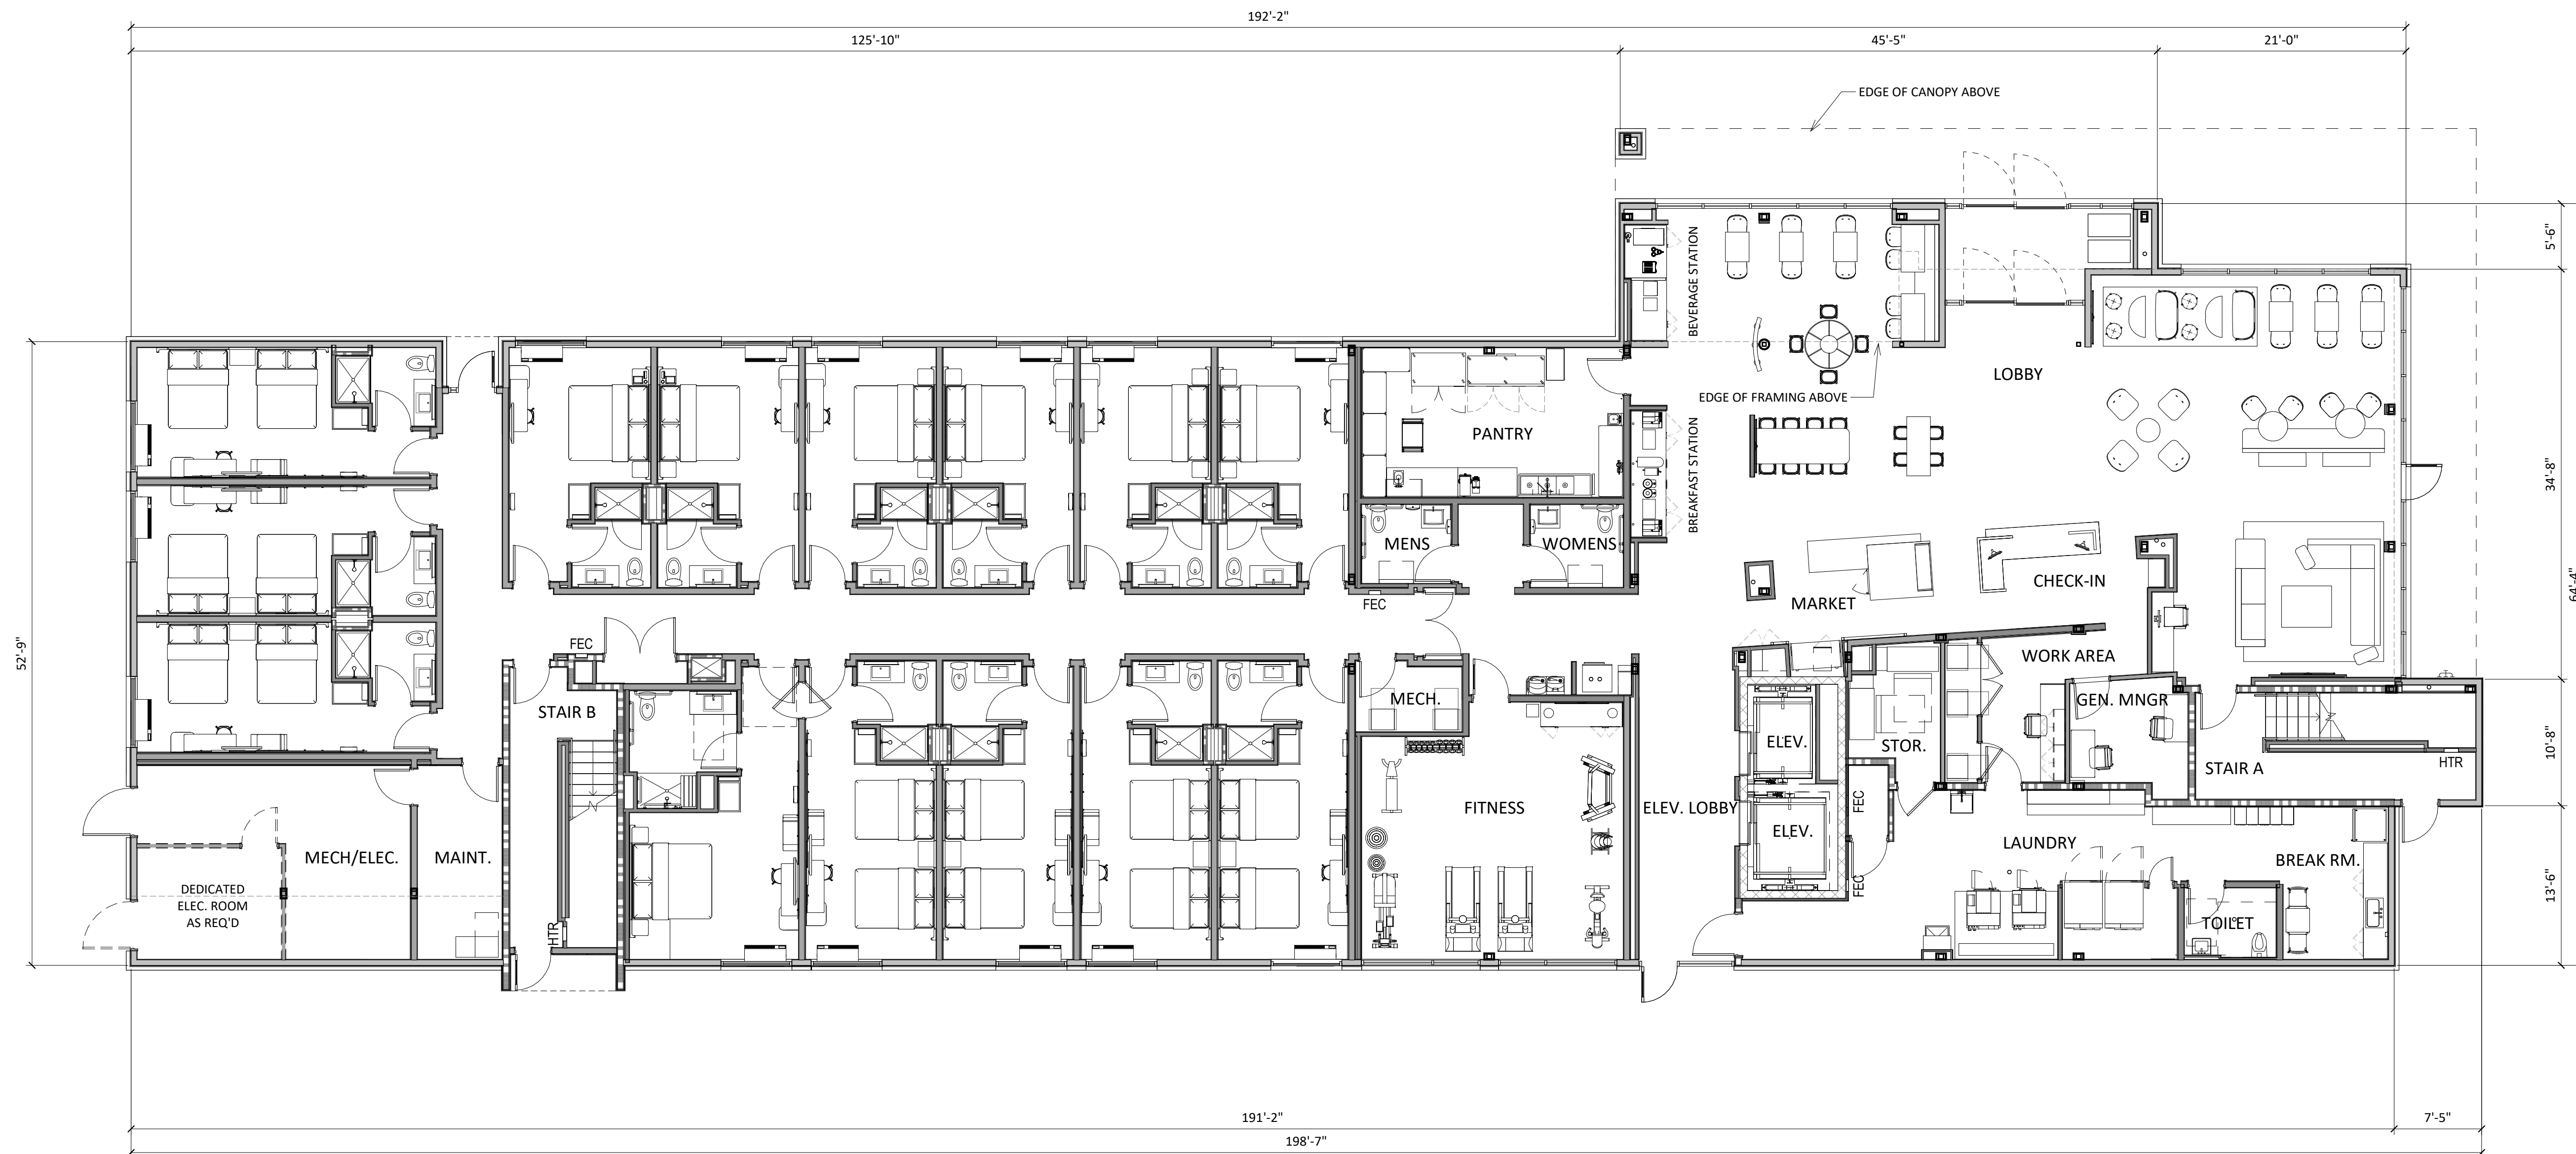 192'-2"
125'-10"
45'-5"
21'-0"
EDGE OF CANOPY ABOVE
5'-6"
BEVERAGE STATION
52'-9"
LOBBY
EDGE OF FRAMING ABOVE
PANTRY
BREAKFAST STATION
34'-8"
MENS
WOMENS
CHECK-IN
64'-4"
FEC
MARKET
FEC
WORK AREA
STAIR B
MECH.
GEN. MNGR
ELEV.
STOR.
STAIR A
HTR
10'-8"
FITNESS
ELEV. LOBBY
FEC
ELEV.
MECH/ELEC.
MAINT.
LAUNDRY
BREAK RM.
DEDICATED
ELEC. ROOM
AS REQ'D
FEC
13'-6"
HTR
TOILET
191'-2"
7'-5"
198'-7"